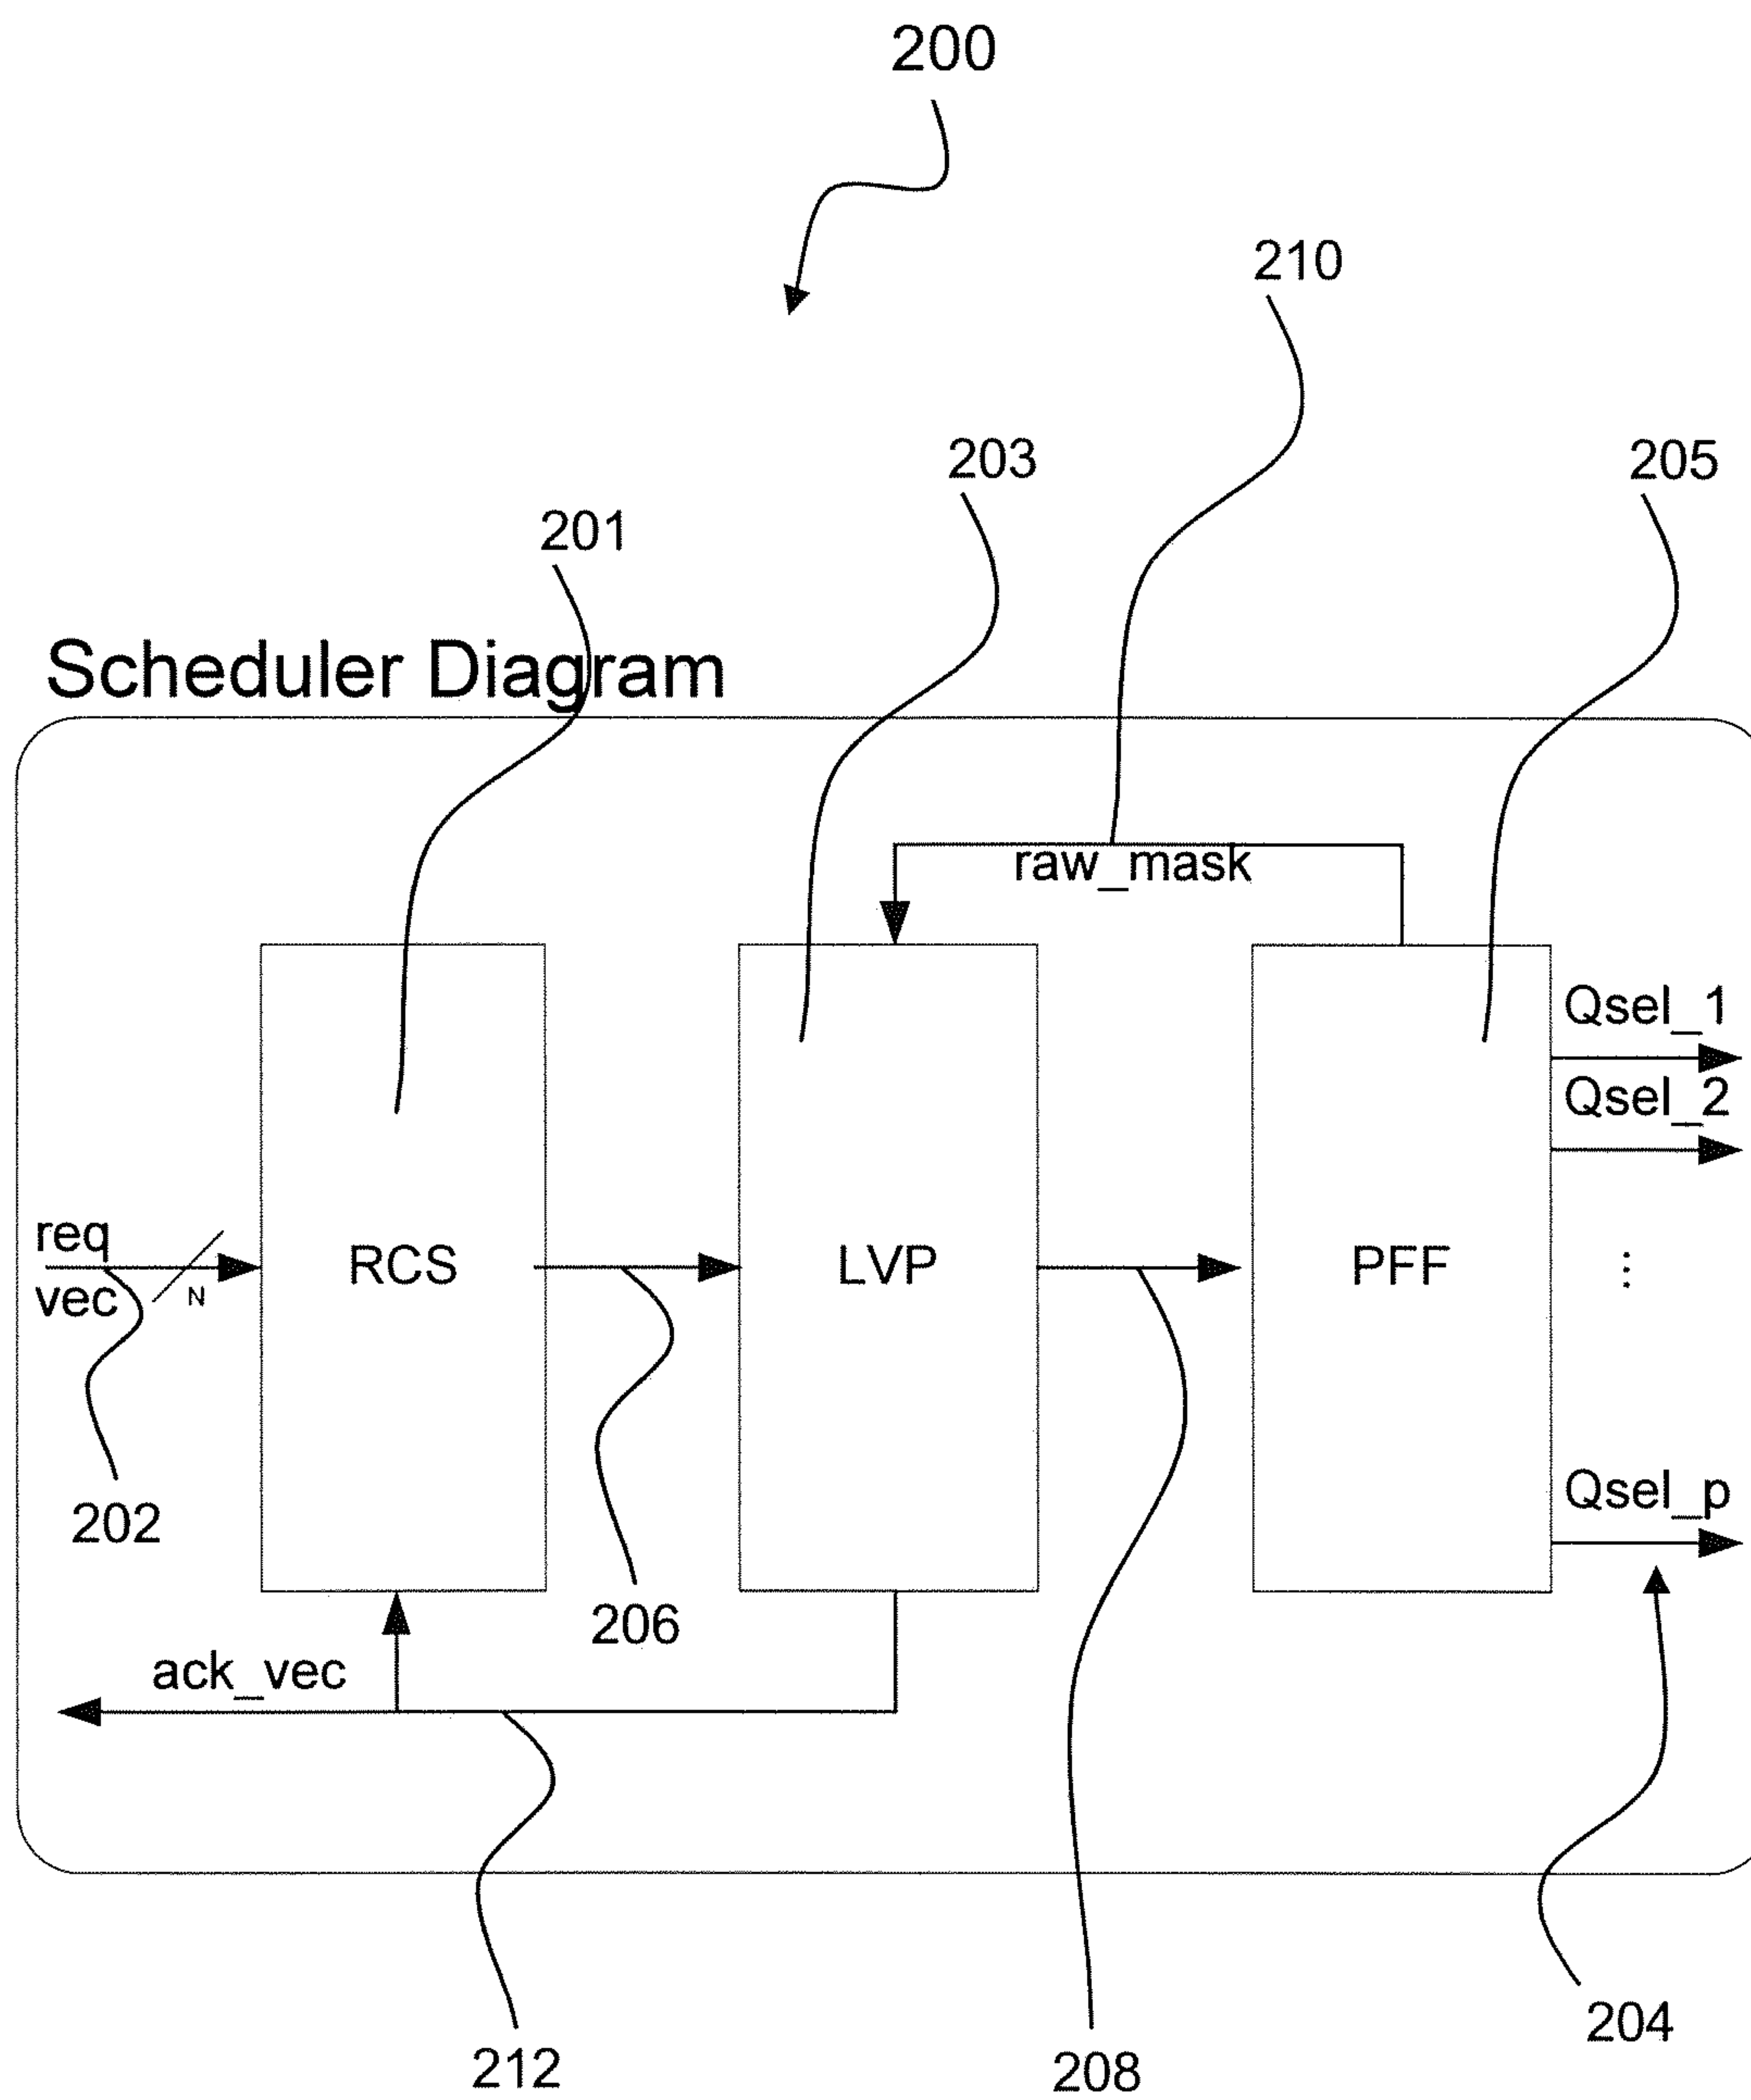 200
210
203
205
201
Scheduler Diagram
raw_mask
Qsel_1
Qsel_2
req
vec
N
RCS
LVP
PFF
...
Qsel_p
202
206
ack_vec
204
212
208